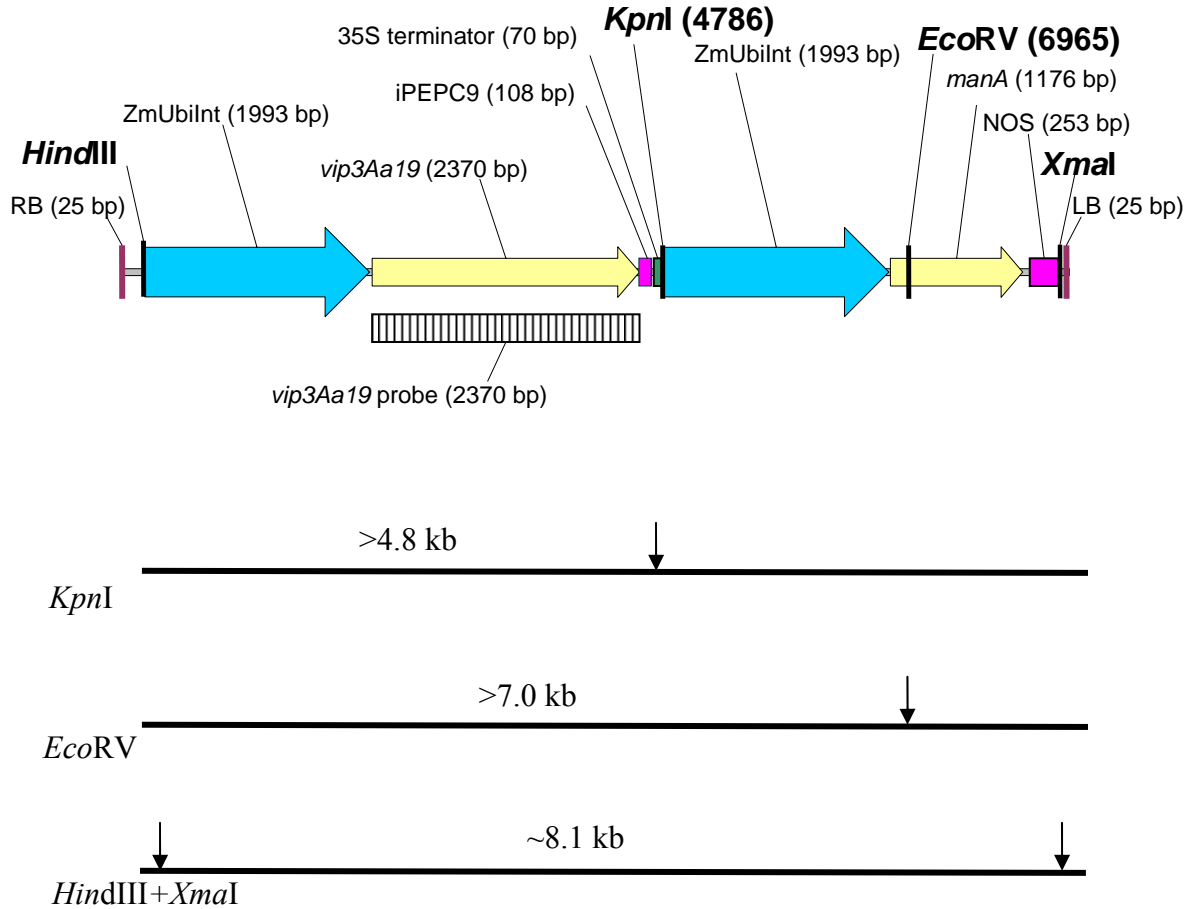 KpnI (4786)
35S terminator (70 bp)
ZmUbiInt (1993 bp)
EcoRV (6965)
iPEPC9 (108 bp)
manA (1176 bp)
ZmUbiInt (1993 bp)
NOS (253 bp)
HindIII
vip3Aa19 (2370 bp)
XmaI
RB (25 bp)
LB (25 bp)
vip3Aa19 probe (2370 bp)
>4.8 kb
KpnI
>7.0 kb
EcoRV
~8.1 kb
HindIII+XmaI